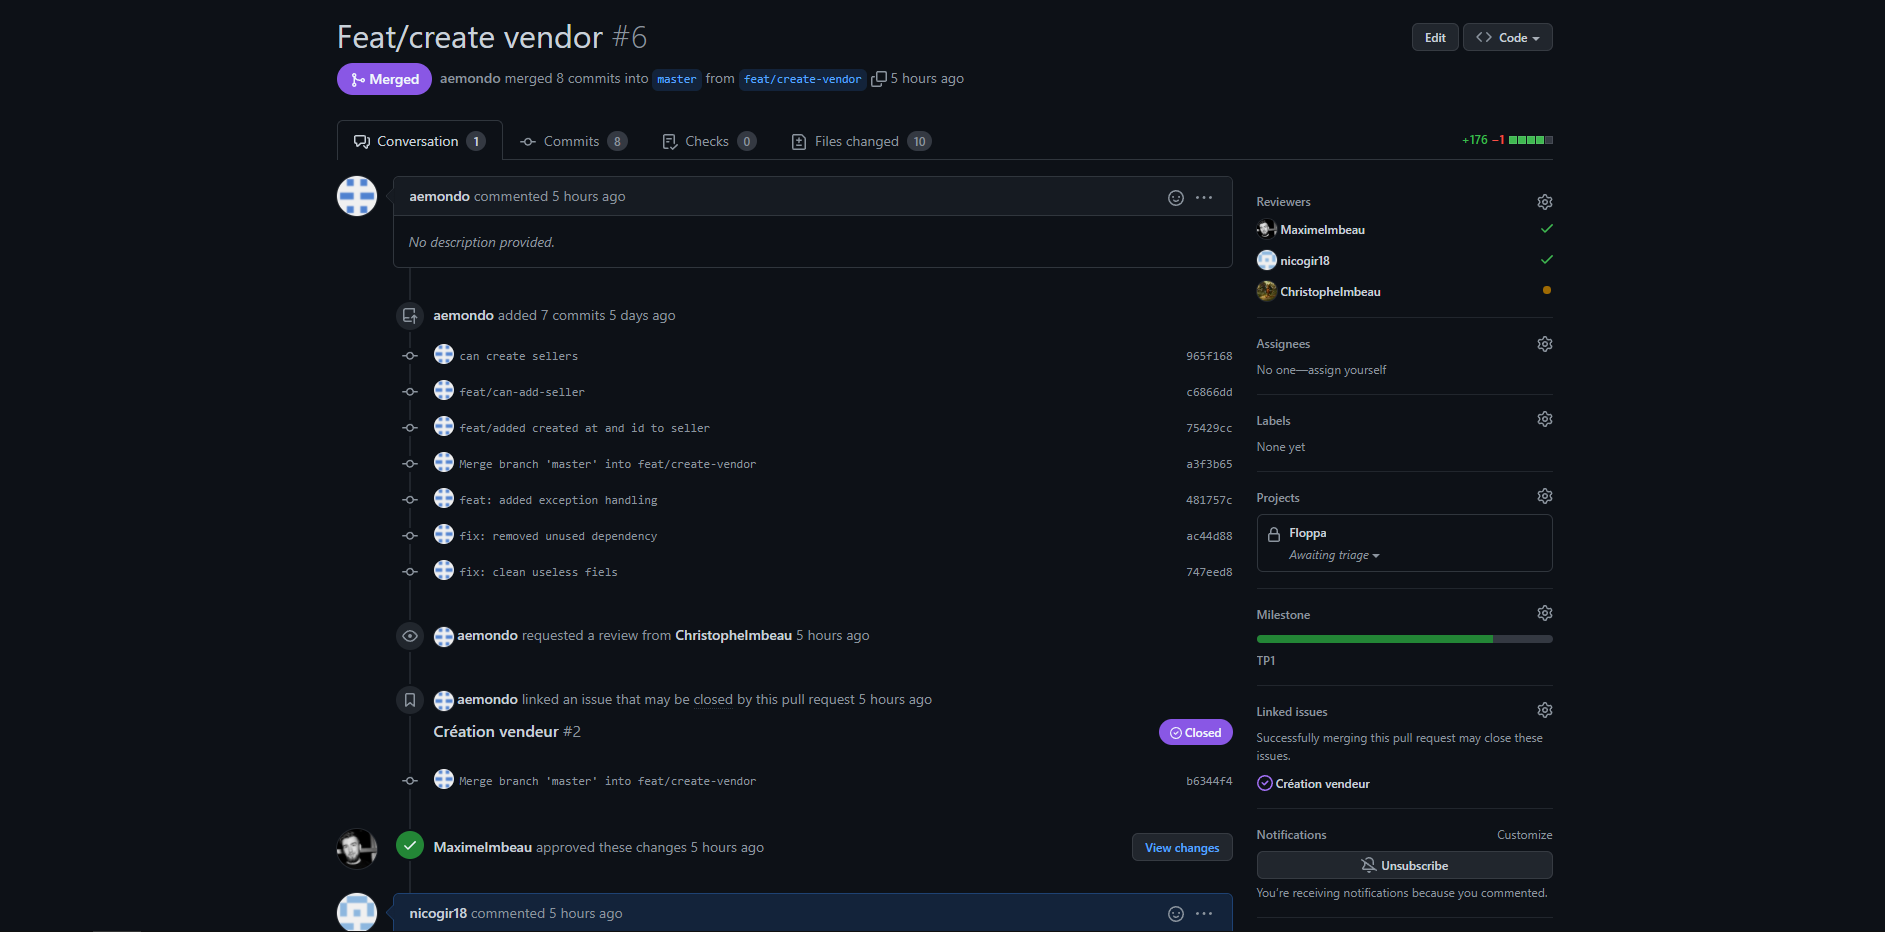 Feat/create vendor #6
Edit
Code
Merged
aemondo merged 8 commits into master from feat/create-vendor 5 hours ago
Conversation 1
Commits 8
Checks 0
Files changed 10
+176 −1
aemondo commented 5 hours ago
No description provided.
aemondo added 7 commits 5 days ago
can create sellers 965f168
feat/can-add-seller c6866dd
feat/added created at and id to seller 75429cc
Merge branch 'master' into feat/create-vendor a3f3b65
feat: added exception handling 481757c
fix: removed unused dependency ac44d88
fix: clean useless fiels 747eed8
aemondo requested a review from ChristopheImbeau 5 hours ago
aemondo linked an issue that may be closed by this pull request 5 hours ago
Création vendeur #2
Closed
Merge branch 'master' into feat/create-vendor b6344f4
MaximeImbeau approved these changes 5 hours ago
View changes
nicogir18 commented 5 hours ago
Reviewers
MaximeImbeau
nicogir18
ChristopheImbeau
Assignees
No one—assign yourself
Labels
None yet
Projects
Floppa
Awaiting triage
Milestone
TP1
Linked issues
Successfully merging this pull request may close these
issues.
Création vendeur
Notifications
Customize
Unsubscribe
You're receiving notifications because you commented.